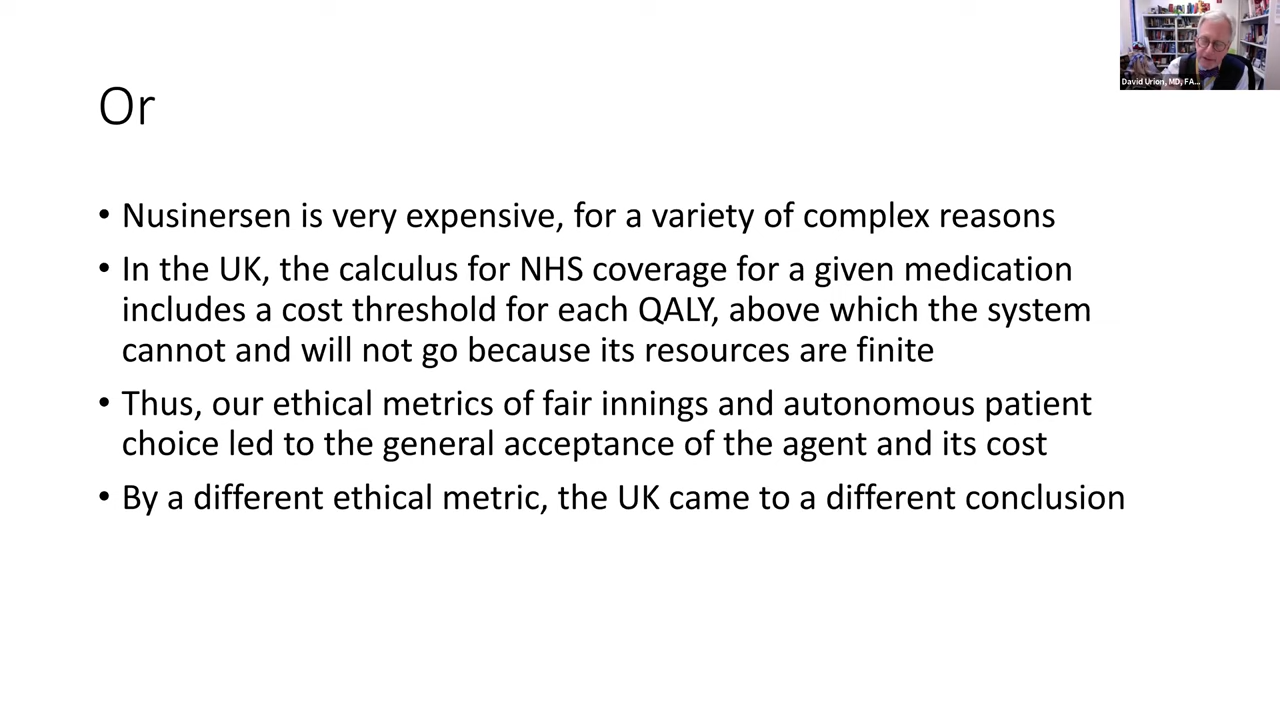 David Urion, MD, FA...
Or
• Nusinersen is very expensive, for a variety of complex reasons
• In the UK, the calculus for NHS coverage for a given medication
includes a cost threshold for each QALY, above which the system
cannot and will not go because its resources are finite
• Thus, our ethical metrics of fair innings and autonomous patient
choice led to the general acceptance of the agent and its cost
• By a different ethical metric, the UK came to a different conclusion